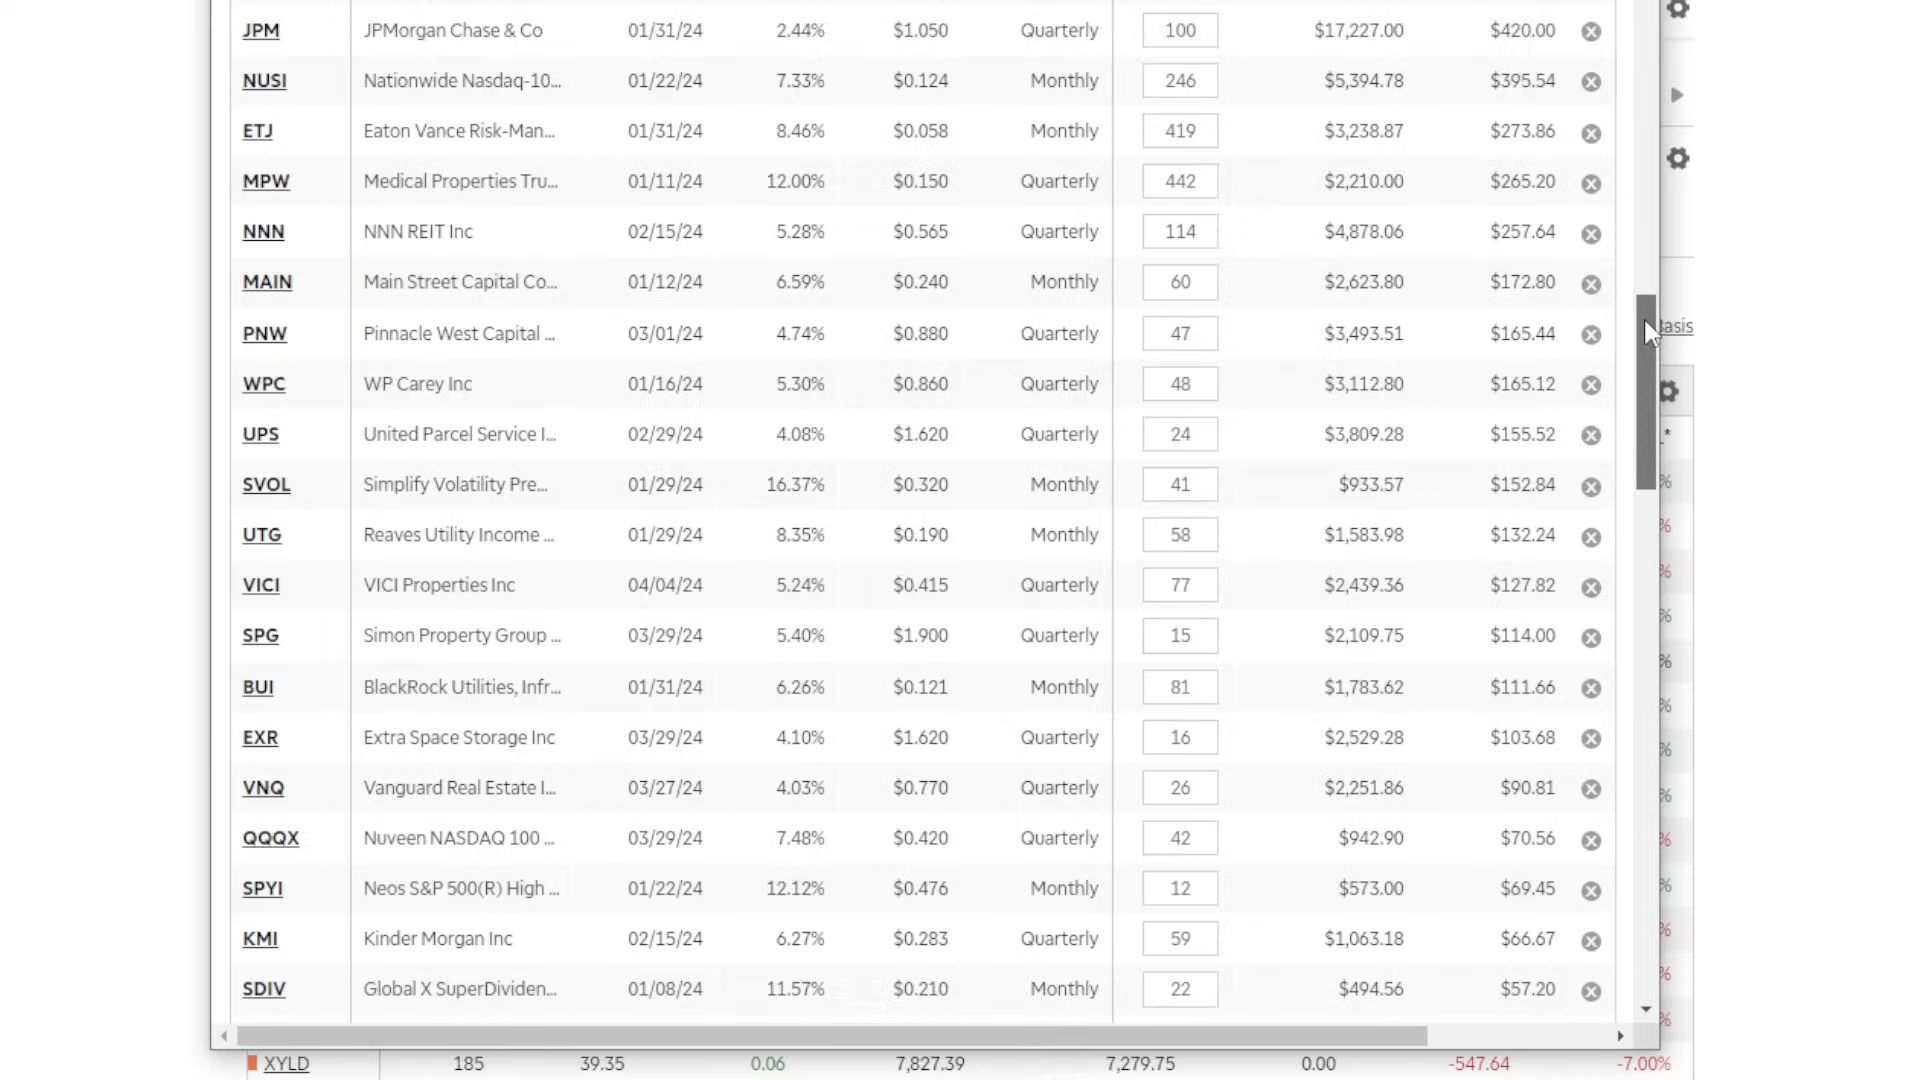 JPM JPMorgan Chase & Co 01/31/24 2.44% $1.050 Quarterly 100 $17,227.00 $420.00
NUSI Nationwide Nasdaq-10... 01/22/24 7.33% $0.124 Monthly 246 $5,394.78 $395.54
ETJ Eaton Vance Risk-Man... 01/31/24 8.46% $0.058 Monthly 419 $3,238.87 $273.86
MPW Medical Properties Tru... 01/11/24 12.00% $0.150 Quarterly 442 $2,210.00 $265.20
NNN NNN REIT Inc 02/15/24 5.28% $0.565 Quarterly 114 $4,878.06 $257.64
MAIN Main Street Capital Co... 01/12/24 6.59% $0.240 Monthly 60 $2,623.80 $172.80
PNW Pinnacle West Capital ... 03/01/24 4.74% $0.880 Quarterly 47 $3,493.51 $165.44
asis
WPC WP Carey Inc 01/16/24 5.30% $0.860 Quarterly 48 $3,112.80 $165.12
UPS United Parcel Service I... 02/29/24 4.08% $1.620 Quarterly 24 $3,809.28 $155.52
SVOL Simplify Volatility Pre... 01/29/24 16.37% $0.320 Monthly 41 $933.57 $152.84 %
UTG Reaves Utility Income ... 01/29/24 8.35% $0.190 Monthly 58 $1,583.98 $132.24 %
VICI VICI Properties Inc 04/04/24 5.24% $0.415 Quarterly 77 $2,439.36 $127.82 %
SPG Simon Property Group ... 03/29/24 5.40% $1.900 Quarterly 15 $2,109.75 $114.00 %
BUI BlackRock Utilities, Infr... 01/31/24 6.26% $0.121 Monthly 81 $1,783.62 $111.66 %
EXR Extra Space Storage Inc 03/29/24 4.10% $1.620 Quarterly 16 $2,529.28 $103.68 %
VNQ Vanguard Real Estate I... 03/27/24 4.03% $0.770 Quarterly 26 $2,251.86 $90.81 %
QQQX Nuveen NASDAQ 100 ... 03/29/24 7.48% $0.420 Quarterly 42 $942.90 $70.56 %
SPYI Neos S&P 500(R) High ... 01/22/24 12.12% $0.476 Monthly 12 $573.00 $69.45 %
KMI Kinder Morgan Inc 02/15/24 6.27% $0.283 Quarterly 59 $1,063.18 $66.67 %
SDIV Global X SuperDividen... 01/08/24 11.57% $0.210 Monthly 22 $494.56 $57.20 %
XYLD 185 39.35 0.06 7,827.39 7,279.75 0.00 -547.64 -7.00%